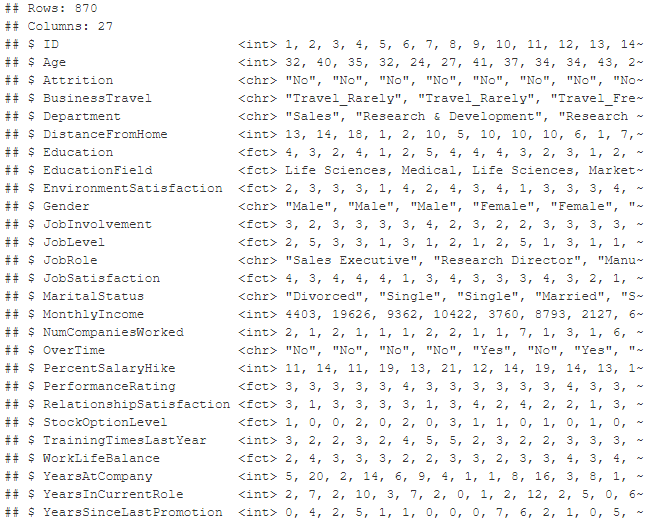 ## Rows: 870
## Columns: 27
## $ ID                       <int> 1, 2, 3, 4, 5, 6, 7, 8, 9, 10, 11, 12, 13, 14~
## $ Age                      <int> 32, 40, 35, 32, 24, 27, 41, 37, 34, 34, 43, 2~
## $ Attrition                <chr> "No", "No", "No", "No", "No", "No", "No", "No~
## $ BusinessTravel           <chr> "Travel_Rarely", "Travel_Rarely", "Travel_Fre~
## $ Department               <chr> "Sales", "Research & Development", "Research ~
## $ DistanceFromHome         <int> 13, 14, 18, 1, 2, 10, 5, 10, 10, 10, 6, 1, 7,~
## $ Education                <fct> 4, 3, 2, 4, 1, 2, 5, 4, 4, 4, 3, 2, 3, 1, 2, ~
## $ EducationField           <fct> Life Sciences, Medical, Life Sciences, Market~
## $ EnvironmentSatisfaction  <fct> 2, 3, 3, 3, 1, 4, 2, 4, 3, 4, 1, 3, 3, 3, 4, ~
## $ Gender                   <chr> "Male", "Male", "Male", "Female", "Female", "~
## $ JobInvolvement           <fct> 3, 2, 3, 3, 3, 3, 4, 2, 3, 2, 2, 3, 3, 3, 3, ~
## $ JobLevel                 <fct> 2, 5, 3, 3, 1, 3, 1, 2, 1, 2, 5, 1, 3, 1, 1, ~
## $ JobRole                  <chr> "Sales Executive", "Research Director", "Manu~
## $ JobSatisfaction          <fct> 4, 3, 4, 4, 4, 1, 3, 4, 3, 3, 3, 4, 3, 2, 1, ~
## $ MaritalStatus            <chr> "Divorced", "Single", "Single", "Married", "S~
## $ MonthlyIncome            <int> 4403, 19626, 9362, 10422, 3760, 8793, 2127, 6~
## $ NumCompaniesWorked       <int> 2, 1, 2, 1, 1, 1, 2, 2, 1, 1, 7, 1, 3, 1, 6, ~
## $ OverTime                 <chr> "No", "No", "No", "No", "Yes", "No", "Yes", "~
## $ PercentSalaryHike        <int> 11, 14, 11, 19, 13, 21, 12, 14, 19, 14, 13, 1~
## $ PerformanceRating        <fct> 3, 3, 3, 3, 3, 4, 3, 3, 3, 3, 3, 3, 4, 3, 3, ~
## $ RelationshipSatisfaction <fct> 3, 1, 3, 3, 3, 3, 1, 3, 4, 2, 4, 2, 2, 1, 3, ~
## $ StockOptionLevel         <fct> 1, 0, 0, 2, 0, 2, 0, 3, 1, 1, 0, 1, 0, 1, 0, ~
## $ TrainingTimesLastYear    <int> 3, 2, 2, 3, 2, 4, 5, 5, 2, 3, 2, 2, 3, 3, 3, ~
## $ WorkLifeBalance          <fct> 2, 4, 3, 3, 3, 2, 2, 3, 3, 2, 3, 3, 4, 3, 4, ~
## $ YearsAtCompany           <int> 5, 20, 2, 14, 6, 9, 4, 1, 1, 8, 16, 3, 8, 1, ~
## $ YearsInCurrentRole       <int> 2, 7, 2, 10, 3, 7, 2, 0, 1, 2, 12, 2, 5, 0, 6~
## $ YearsSinceLastPromotion  <int> 0, 4, 2, 5, 1, 1, 0, 0, 0, 7, 6, 2, 1, 0, 5, ~